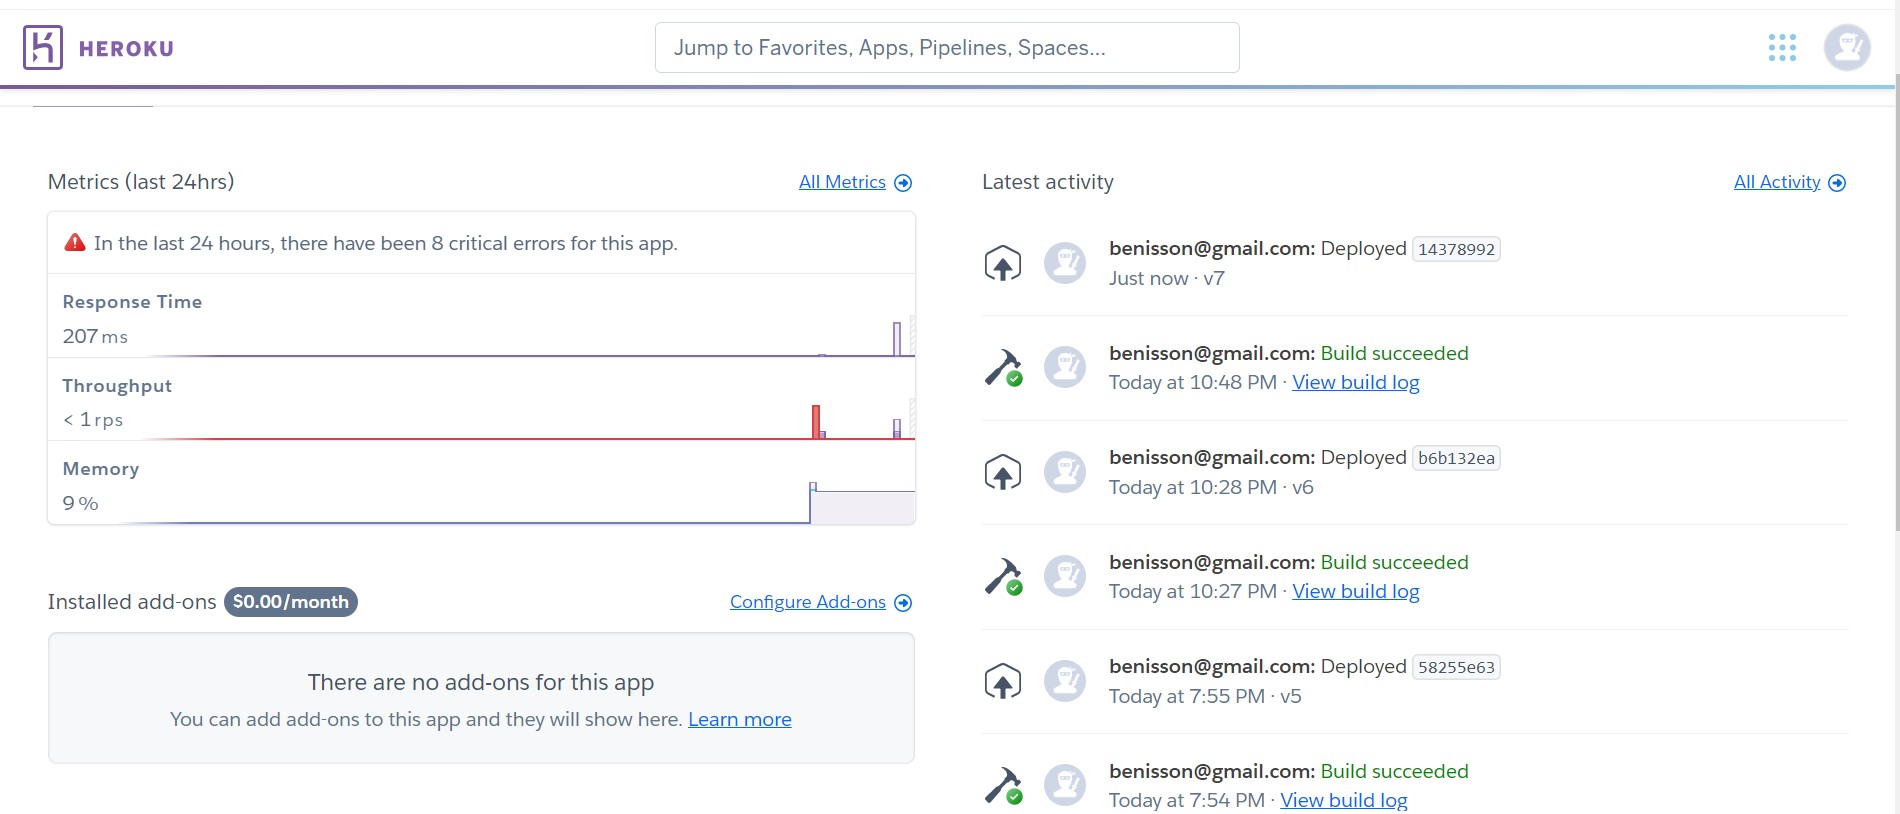 HEROKU
Jump to Favorites, Apps, Pipelines, Spaces...
Metrics (last 24hrs)
All Metrics
In the last 24 hours, there have been 8 critical errors for this app.
Response Time
207 ms
Throughput
< 1 rps
Memory
9 %
Installed add-ons $0.00/month
Configure Add-ons
There are no add-ons for this app
You can add add-ons to this app and they will show here. Learn more
Latest activity
All Activity
benisson@gmail.com: Deployed 14378992
Just now · v7
benisson@gmail.com: Build succeeded
Today at 10:48 PM · View build log
benisson@gmail.com: Deployed b6b132ea
Today at 10:28 PM · v6
benisson@gmail.com: Build succeeded
Today at 10:27 PM · View build log
benisson@gmail.com: Deployed 58255e63
Today at 7:55 PM · v5
benisson@gmail.com: Build succeeded
Today at 7:54 PM · View build log